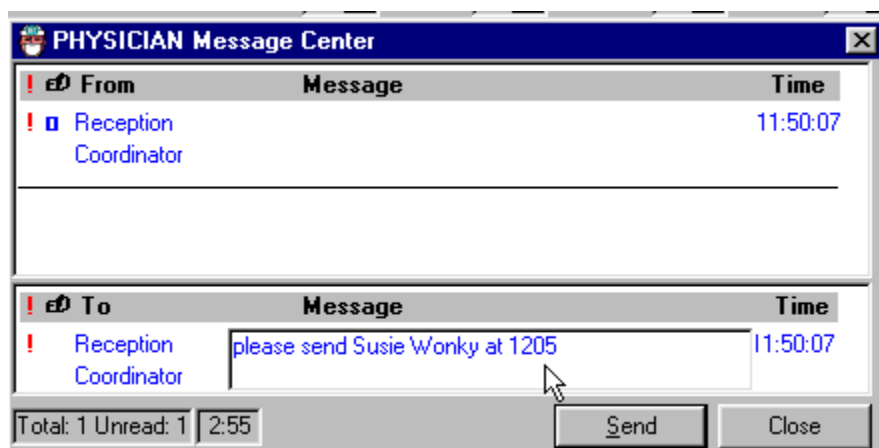 PHYSICIAN Message Center
! From Message Time
! Reception 11:50:07
Coordinator
! To Message Time
! Reception please send Susie Wonky at 1205 11:50:07
Coordinator
Total: 1 Unread: 1 2:55 Send Close